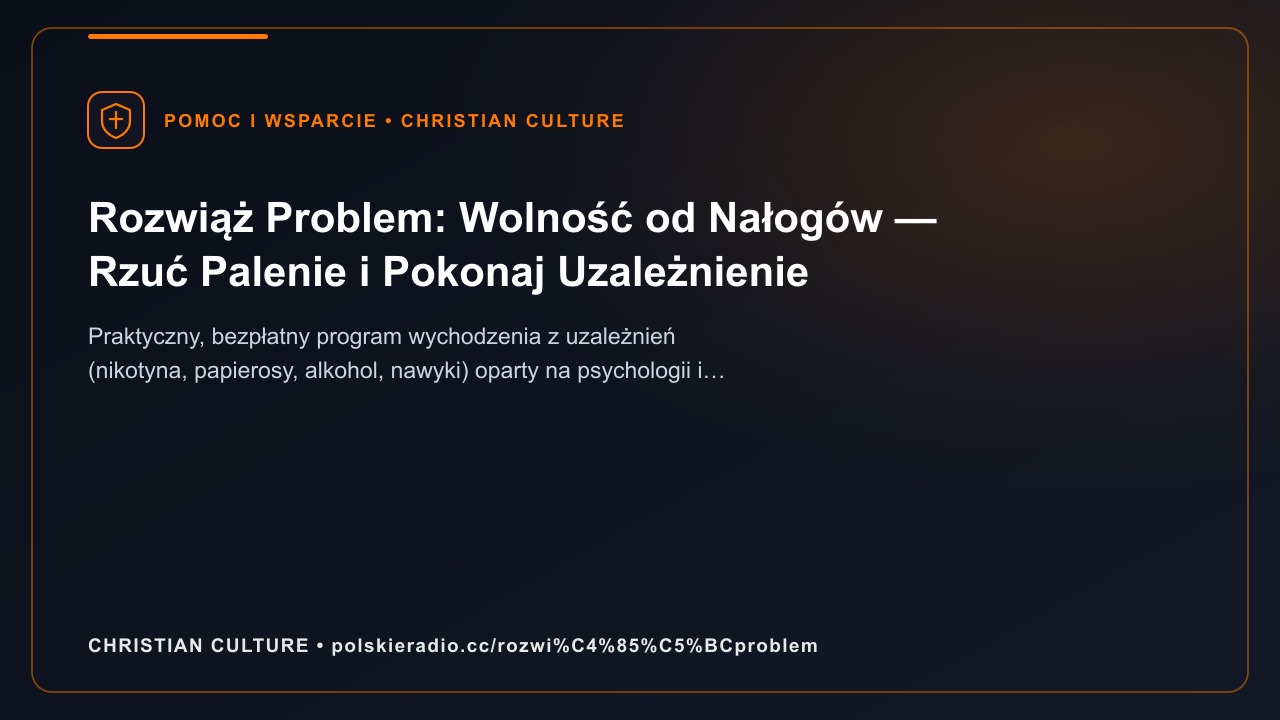 POMOC I WSPARCIE • CHRISTIAN CULTURE
Rozwiąż Problem: Wolność od Nałogów —
Rzuć Palenie i Pokonaj Uzależnienie
Praktyczny, bezpłatny program wychodzenia z uzależnień
(nikotyna, papierosy, alkohol, nawyki) oparty na psychologii i…
CHRISTIAN CULTURE • polskieradio.cc/rozwi%C4%85%C5%BCproblem